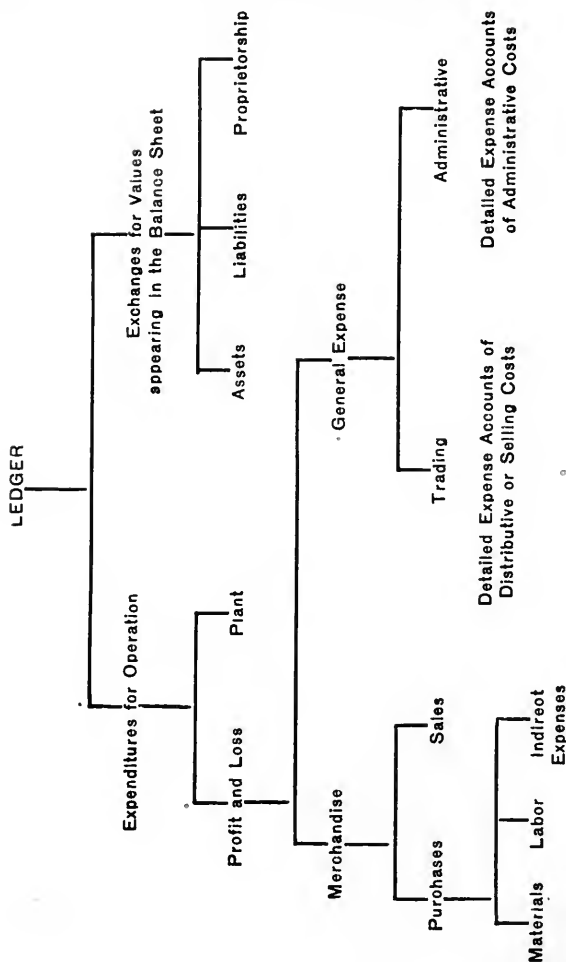 LEDGER
Expenditures for Operation
Exchanges for Values
appearing in the Balance Sheet
Profit and Loss
Plant
Assets
Liabilities
Proprietorship
Merchandise
General Expense
Purchases
Sales
Trading
Administrative
Materials
Labor
Indirect
Expenses
Detailed Expense Accounts of
Distributive or Selling Costs
Detailed Expense Accounts
of Administrative Costs